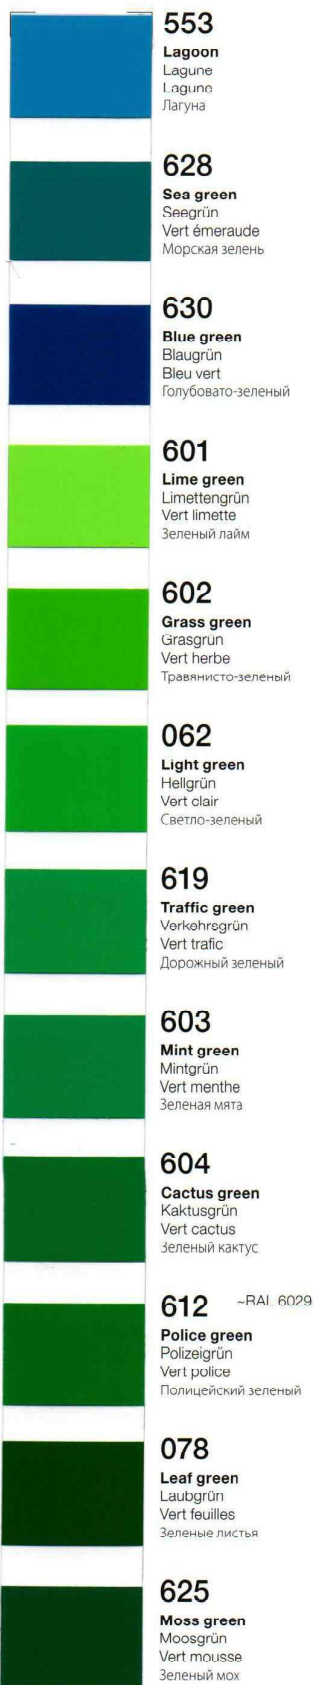 553
Lagoon
Lagune
Lagune
Лагуна
628
Sea green
Seegrün
Vert émeraude
Морская зелень
630
Blue green
Blaugrün
Bleu vert
Голубовато-зеленый
601
Lime green
Limettengrün
Vert limette
Зеленый лайм
602
Grass green
Grasgrün
Vert herbe
Травянисто-зеленый
062
Light green
Hellgrün
Vert clair
Светло-зеленый
619
Traffic green
Verkehrsgrün
Vert trafic
Дорожный зеленый
603
Mint green
Mintgrün
Vert menthe
Зеленая мята
604
Cactus green
Kaktusgrün
Vert cactus
Зеленый кактус
612 ~RAL 6029
Police green
Polizeigrün
Vert police
Полицейский зеленый
078
Leaf green
Laubgrün
Vert feuilles
Зеленые листья
625
Moss green
Moosgrün
Vert mousse
Зеленый мох